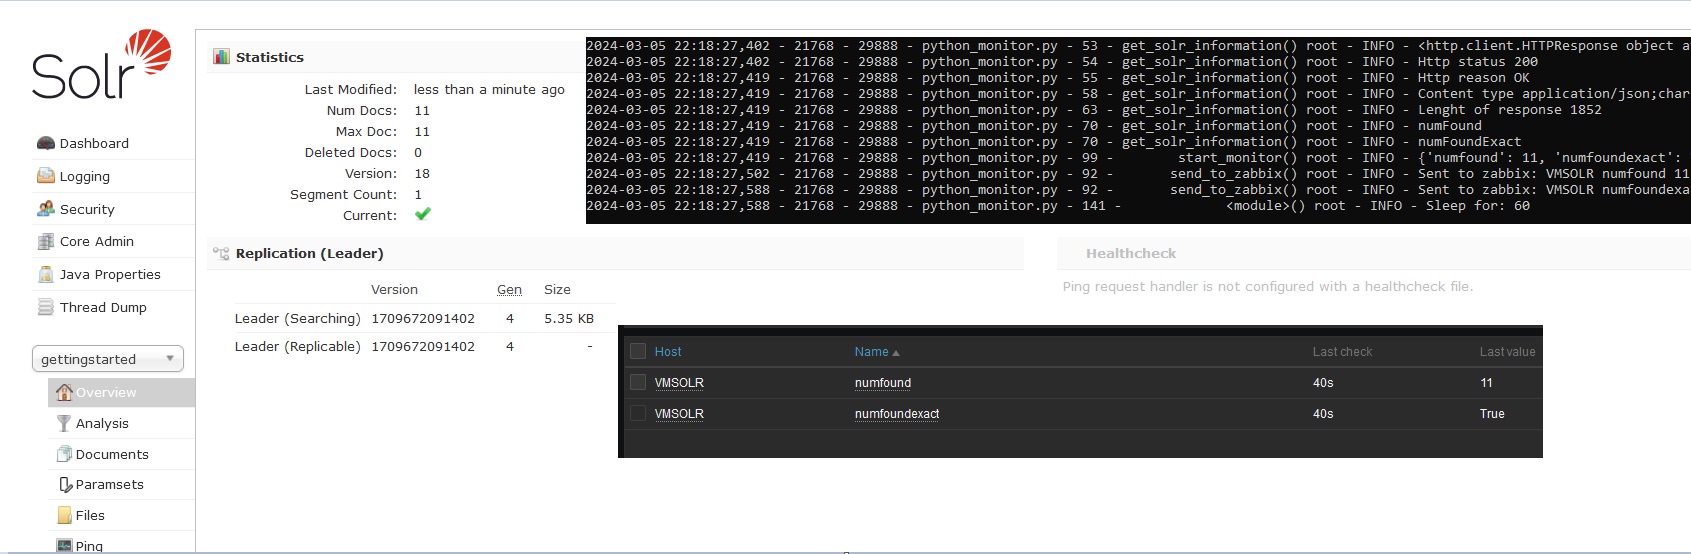 Solr
Dashboard
Logging
Security
Core Admin
Java Properties
Thread Dump
gettingstarted
Overview
Analysis
Documents
Paramsets
Files
Ping
Statistics
Last Modified: less than a minute ago
Num Docs: 11
Max Doc: 11
Deleted Docs: 0
Version: 18
Segment Count: 1
Current:
2024-03-05 22:18:27,402 - 21768 - 29888 - python_monitor.py - 53 - get_solr_information() root - INFO - <http.client.HTTPResponse object a
2024-03-05 22:18:27,402 - 21768 - 29888 - python_monitor.py - 54 - get_solr_information() root - INFO - Http status 200
2024-03-05 22:18:27,419 - 21768 - 29888 - python_monitor.py - 55 - get_solr_information() root - INFO - Http reason OK
2024-03-05 22:18:27,419 - 21768 - 29888 - python_monitor.py - 58 - get_solr_information() root - INFO - Content type application/json;char
2024-03-05 22:18:27,419 - 21768 - 29888 - python_monitor.py - 63 - get_solr_information() root - INFO - Lenght of response 1852
2024-03-05 22:18:27,419 - 21768 - 29888 - python_monitor.py - 70 - get_solr_information() root - INFO - numFound
2024-03-05 22:18:27,419 - 21768 - 29888 - python_monitor.py - 70 - get_solr_information() root - INFO - numFoundExact
2024-03-05 22:18:27,419 - 21768 - 29888 - python_monitor.py - 99 - start_monitor() root - INFO - {'numfound': 11, 'numfoundexact':
2024-03-05 22:18:27,502 - 21768 - 29888 - python_monitor.py - 92 - send_to_zabbix() root - INFO - Sent to zabbix: VMSOLR numfound 11
2024-03-05 22:18:27,588 - 21768 - 29888 - python_monitor.py - 92 - send_to_zabbix() root - INFO - Sent to zabbix: VMSOLR numfoundexa
2024-03-05 22:18:27,588 - 21768 - 29888 - python_monitor.py - 141 - <module>() root - INFO - Sleep for: 60
Replication (Leader)
Version Gen Size
Leader (Searching) 1709672091402 4 5.35 KB
Leader (Replicable) 1709672091402 4 -
Healthcheck
Ping request handler is not configured with a healthcheck file.
Host Name Last check Last value
VMSOLR numfound 40s 11
VMSOLR numfoundexact 40s True